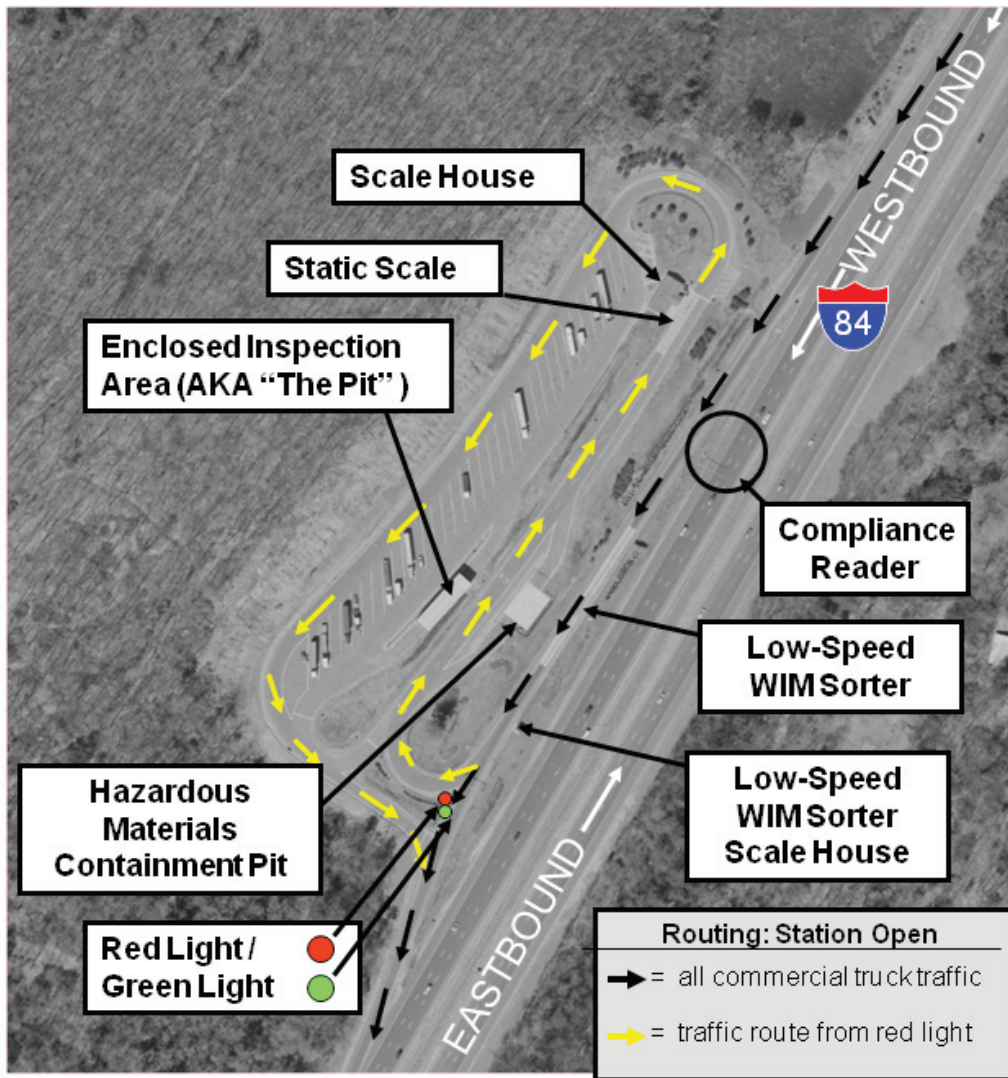 WESTBOUND
84
Scale House
Static Scale
Enclosed Inspection
Area (AKA “The Pit” )
Compliance
Reader
Low-Speed
WIM Sorter
Low-Speed
WIM Sorter
Scale House
Hazardous
Materials
Containment Pit
Red Light /
Green Light
EASTBOUND
Routing: Station Open
= all commercial truck traffic
= traffic route from red light